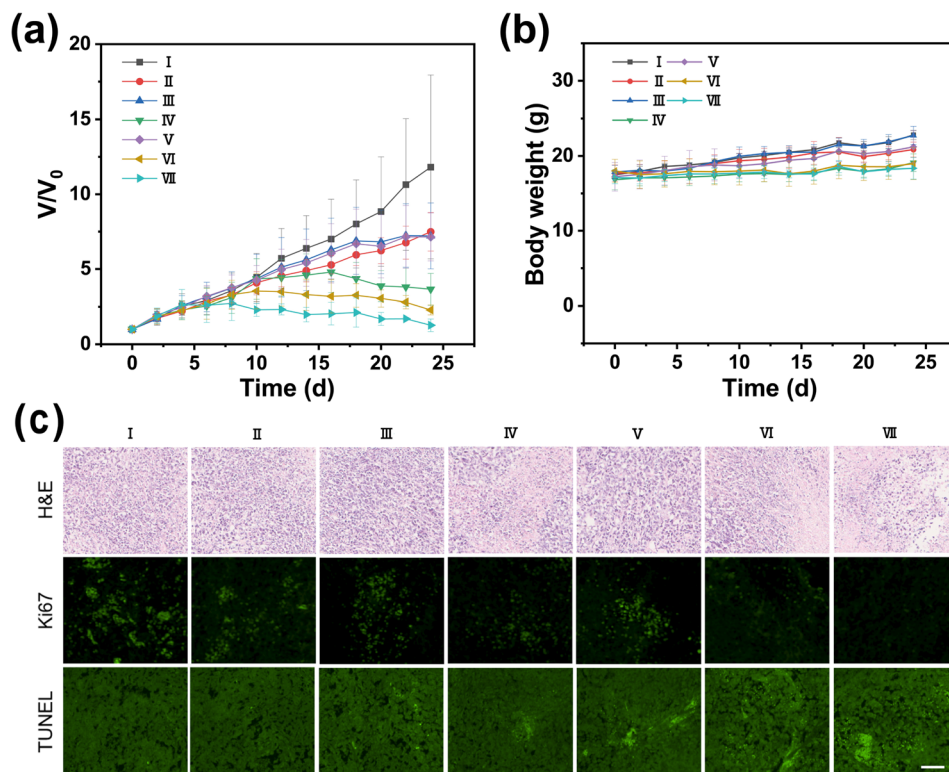 (a)
20
15
10
5
0
V/V0
I
II
III
IV
V
VI
VII
0 5 10 15 20 25
Time (d)
(b)
30
20
10
0
Body weight (g)
I V
II VI
III VII
IV
0 5 10 15 20 25
Time (d)
(c)
I II III IV V VI VII
H&E
Ki67
TUNEL